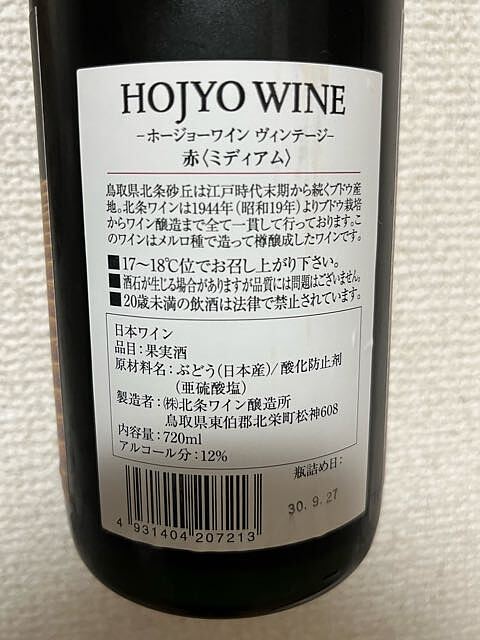 HOJYO WINE
−ホージョーワイン ヴィンテージ−
赤〈ミディアム〉
鳥取県北条砂丘は江戸時代末期から続くブドウ産
地。北条ワインは1944年(昭和19年)よりブドウ栽培
からワイン醸造まで全て一貫して行っております。こ
のワインはメルロ種で造って樽醸成したワインです。
■17〜18℃位でお召し上がり下さい。
■酒石が生じる場合がありますが品質には問題はございません。
■20歳未満の飲酒は法律で禁止されています。
日本ワイン
品目:果実酒
原材料名:ぶどう(日本産)/酸化防止剤
(亜硫酸塩)
製造者:㈱北条ワイン醸造所
鳥取県東伯郡北栄町松神608
内容量:720ml
アルコール分:12%
瓶詰め日:
30.9.27
4 931404 207213